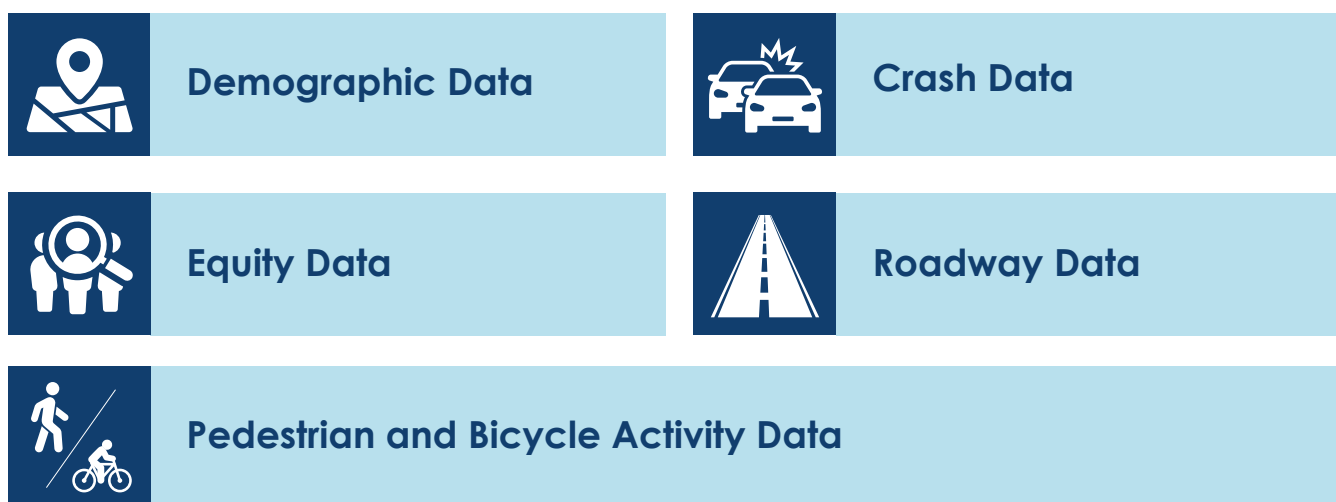 Demographic Data
Crash Data
Equity Data
Roadway Data
Pedestrian and Bicycle Activity Data